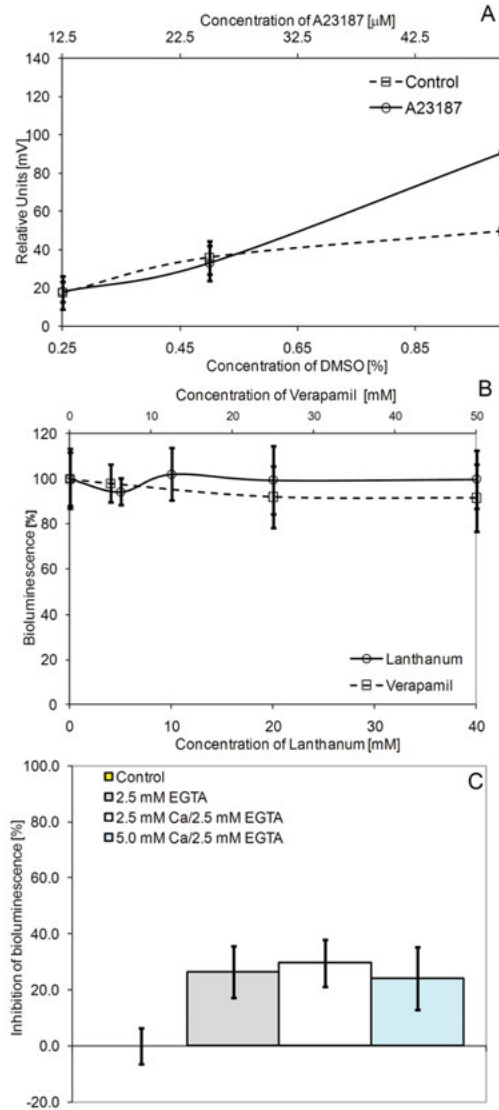 A
Concentration of A23187 [µM]
12.5 22.5 32.5 42.5
140
120
100
80
60
40
20
0
Relative Units [mV]
Control
A23187
0.25 0.45 0.65 0.85
Concentration of DMSO [%]
B
Concentration of Verapamil [mM]
0 10 20 30 40 50
120
100
80
60
40
20
0
Bioluminescence [%]
Lanthanum
Verapamil
0 10 20 30 40
Concentration of Lanthanum [mM]
C
100.0
80.0
60.0
40.0
20.0
0.0
-20.0
Inhibition of bioluminescence [%]
Control
2.5 mM EGTA
2.5 mM Ca/2.5 mM EGTA
5.0 mM Ca/2.5 mM EGTA